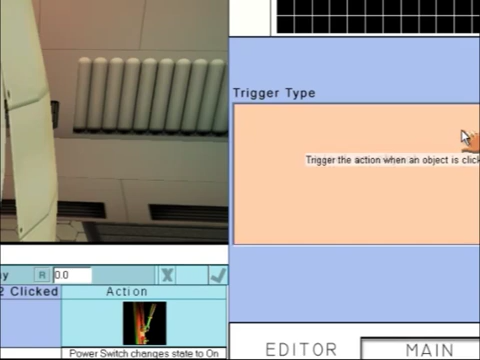 Trigger Type
Trigger the action when an object is click
R
0.0
2 Clicked
Action
Power Switch changes state to On
EDITOR
MAIN